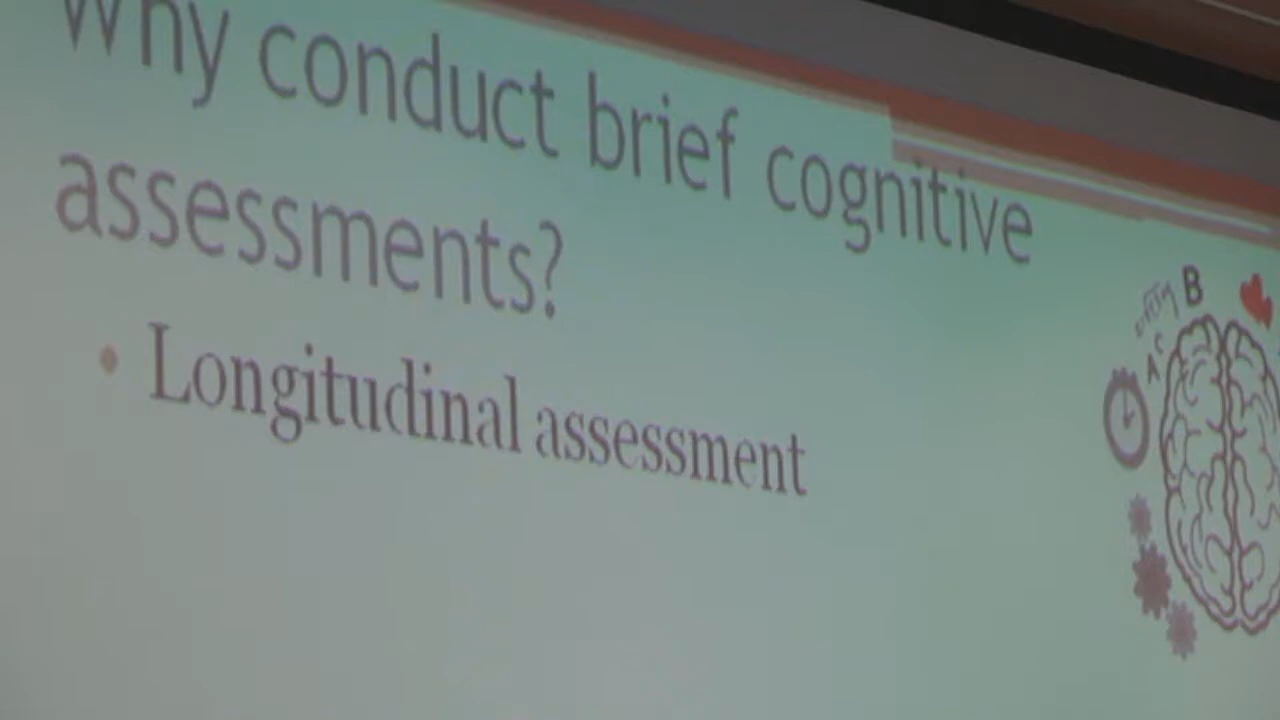 Why conduct brief cognitive
assessments?
• Longitudinal assessment
B
C
A